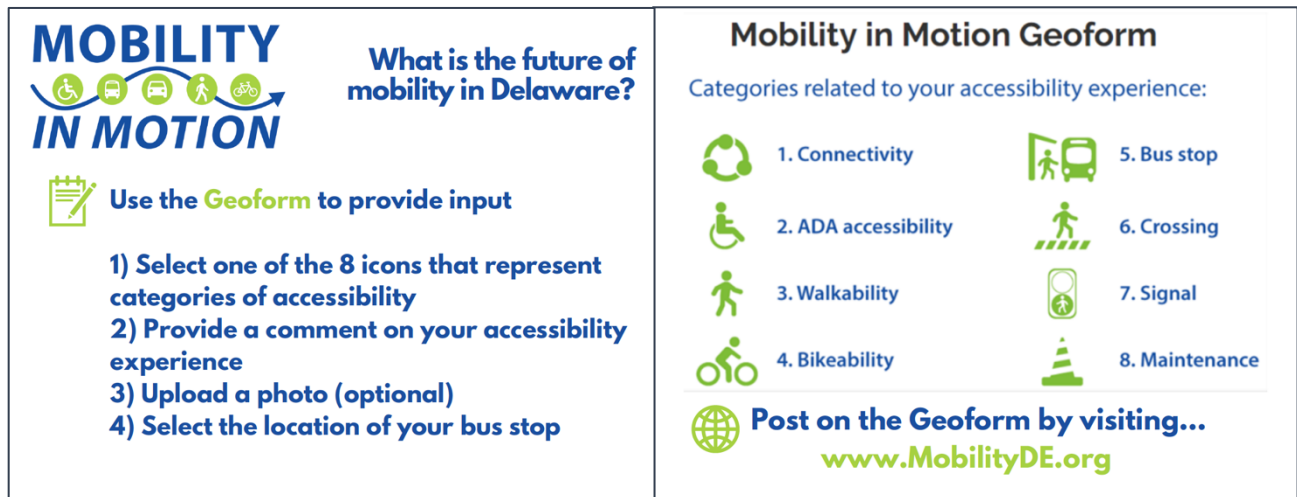 MOBILITY
IN MOTION
What is the future of
mobility in Delaware?
Use the Geoform to provide input
1) Select one of the 8 icons that represent
categories of accessibility
2) Provide a comment on your accessibility
experience
3) Upload a photo (optional)
4) Select the location of your bus stop
Mobility in Motion Geoform
Categories related to your accessibility experience:
1. Connectivity
2. ADA accessibility
3. Walkability
4. Bikeability
5. Bus stop
6. Crossing
7. Signal
8. Maintenance
Post on the Geoform by visiting...
www.MobilityDE.org